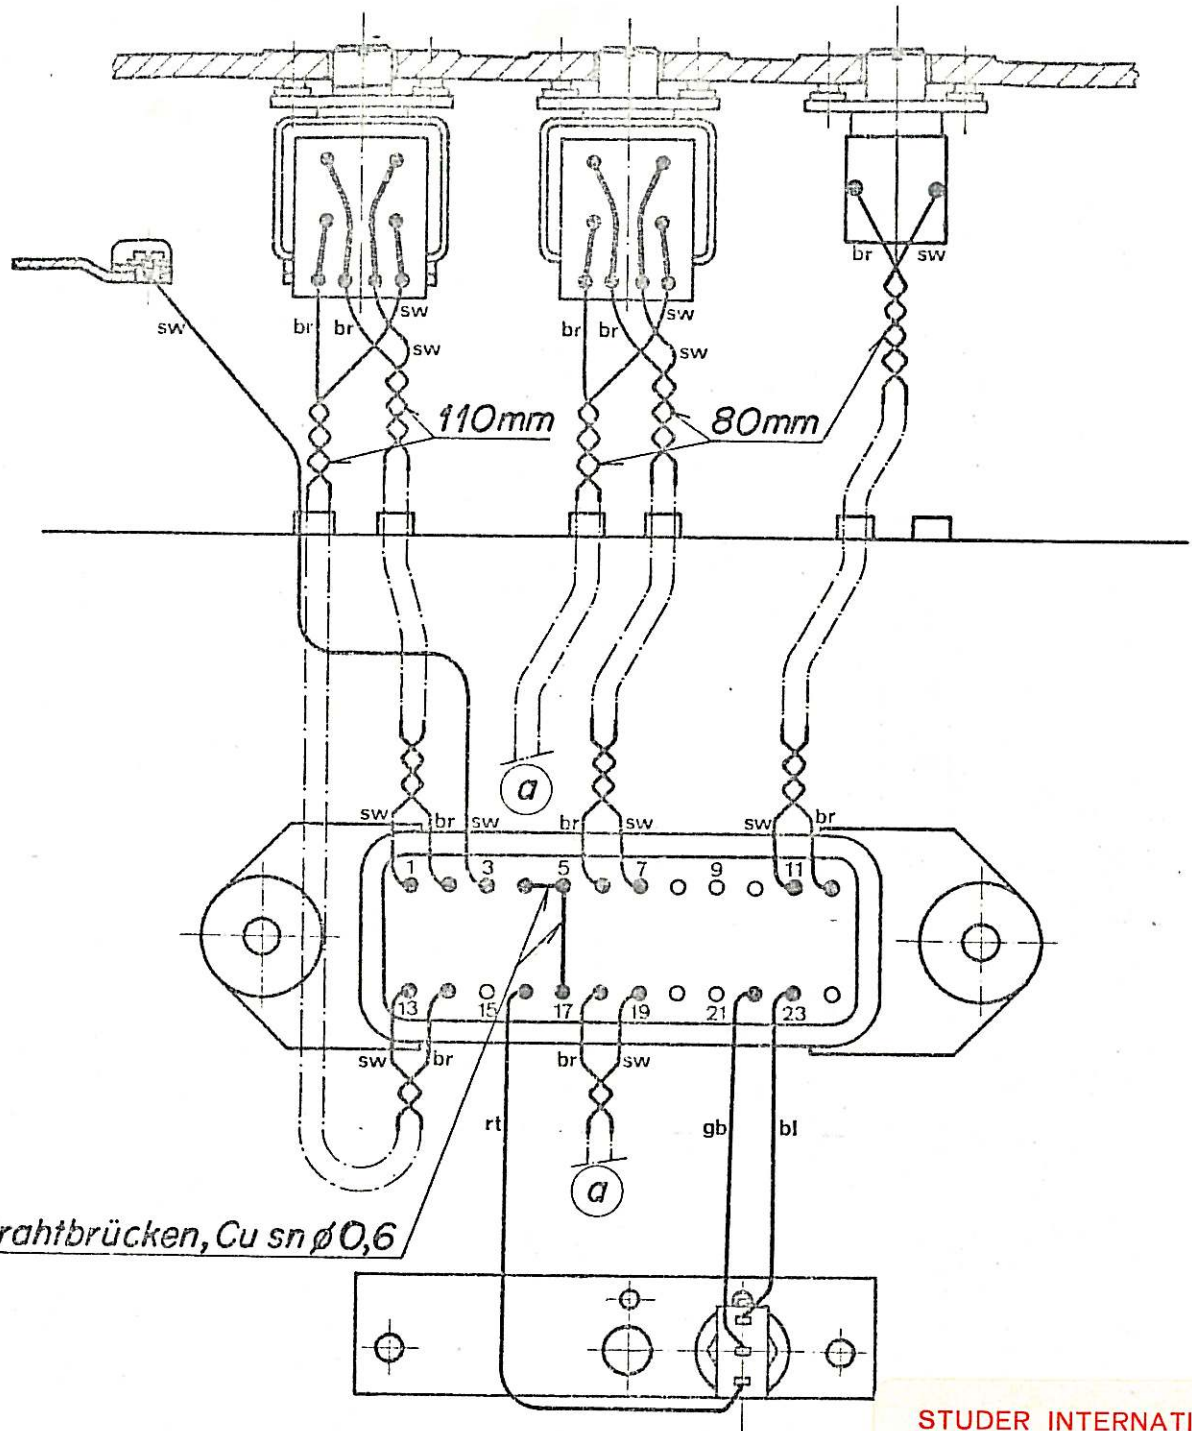 br sw
sw
br br sw
sw
br br sw
sw
110mm
80mm
a
sw br sw br sw sw br
1 3 5 7 9 11
13 15 17 19 21 23
sw br br sw
rt gb bl
a
rahtbrücken, Cu sn ø 0,6
STUDER INTERNATI